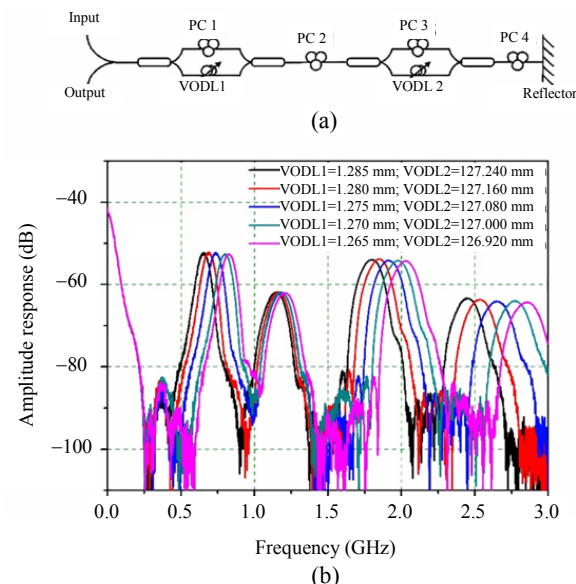 Input
Output
PC 1
VODL1
PC 2
PC 3
VODL 2
PC 4
Reflector
(a)
VODL1=1.285 mm; VODL2=127.240 mm
VODL1=1.280 mm; VODL2=127.160 mm
VODL1=1.275 mm; VODL2=127.080 mm
VODL1=1.270 mm; VODL2=127.000 mm
VODL1=1.265 mm; VODL2=126.920 mm
Amplitude response (dB)
−40
−60
−80
−100
0.0 0.5 1.0 1.5 2.0 2.5 3.0
Frequency (GHz)
(b)